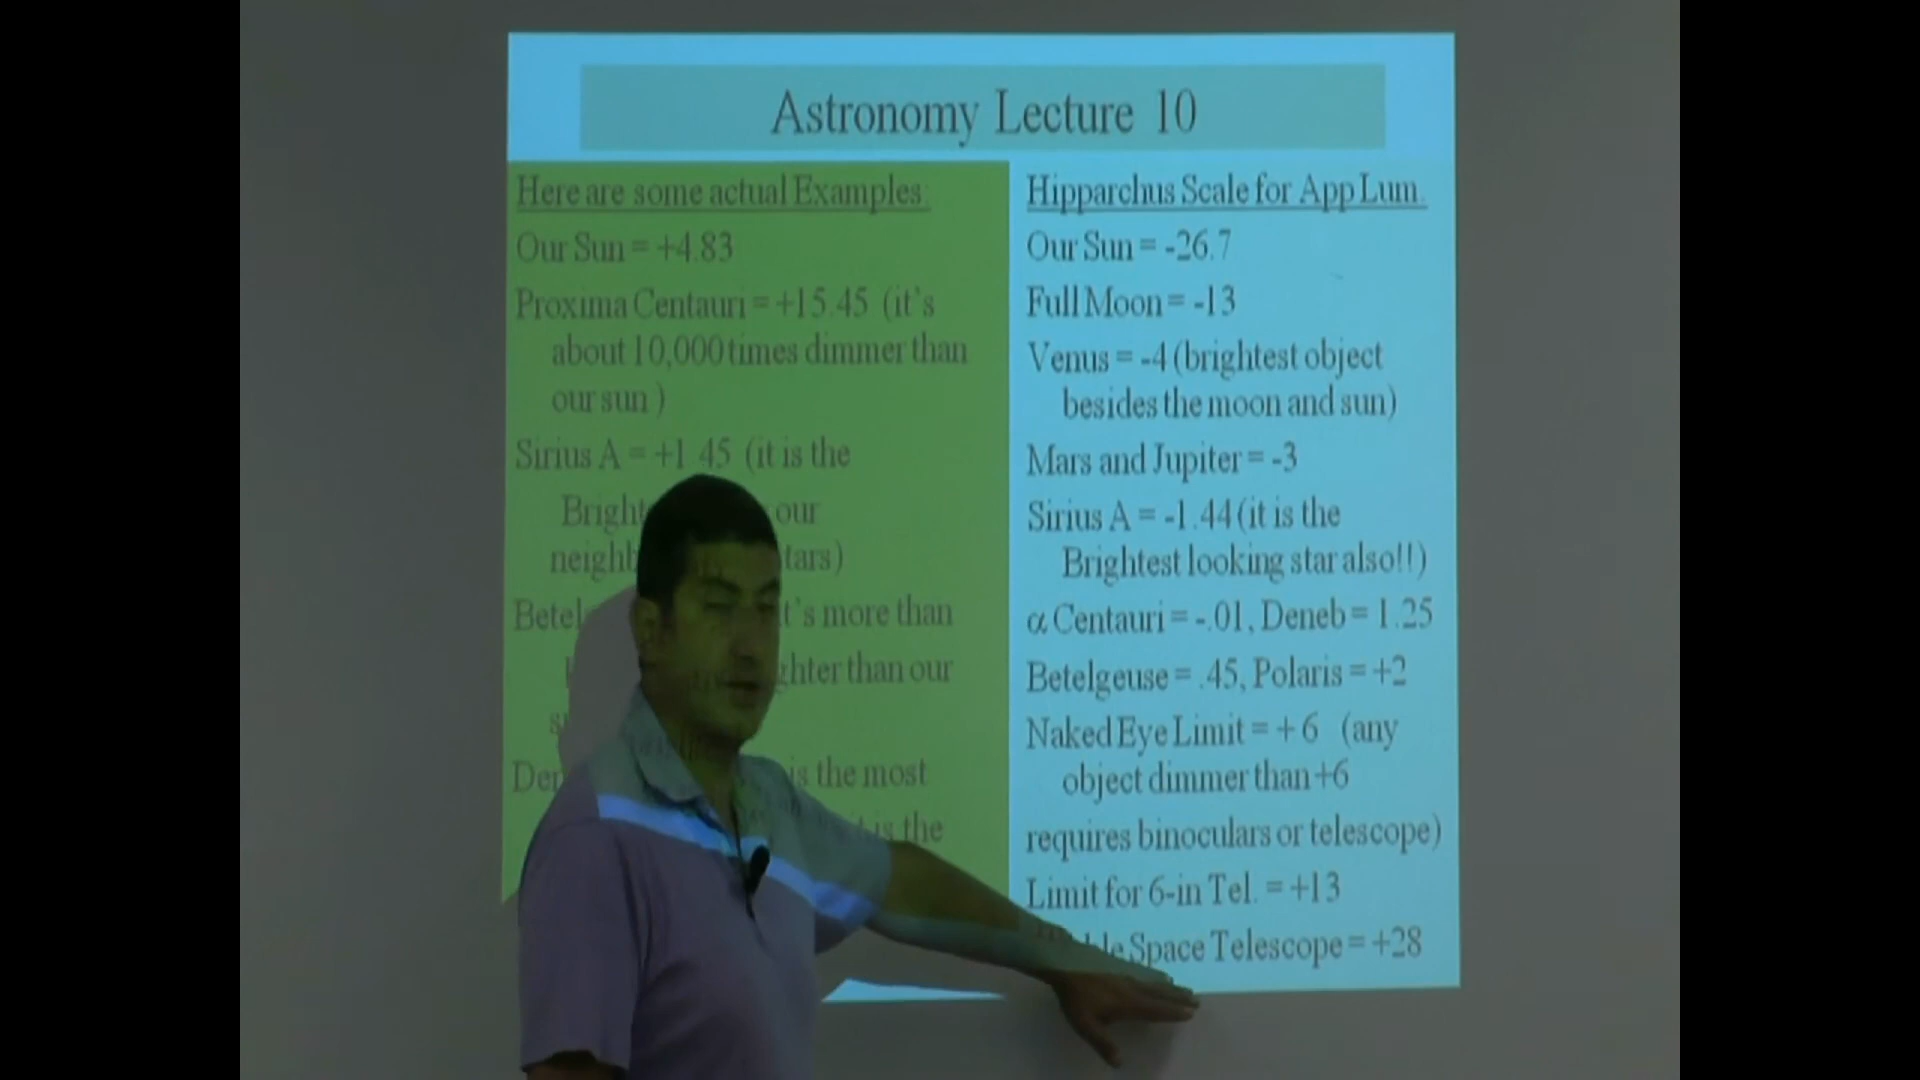 Astronomy Lecture 10
Here are some actual Examples:
Our Sun = +4.83
Proxima Centauri = +15.45 (it's
about 10,000 times dimmer than
our sun )
Sirius A = +1.45 (it is the
our
tars)
t's more than
ghter than our
is the most
is the
Hipparchus Scale for App Lum.
Our Sun = -26.7
Full Moon = -13
Venus = -4 (brightest object
besides the moon and sun)
Mars and Jupiter = -3
Sirius A = -1.44 (it is the
Brightest looking star also!!)
α Centauri = -.01, Deneb = 1.25
Betelgeuse = .45, Polaris = +2
Naked Eye Limit = + 6 (any
object dimmer than +6
requires binoculars or telescope)
Limit for 6-in Tel. = +13
Space Telescope = +28